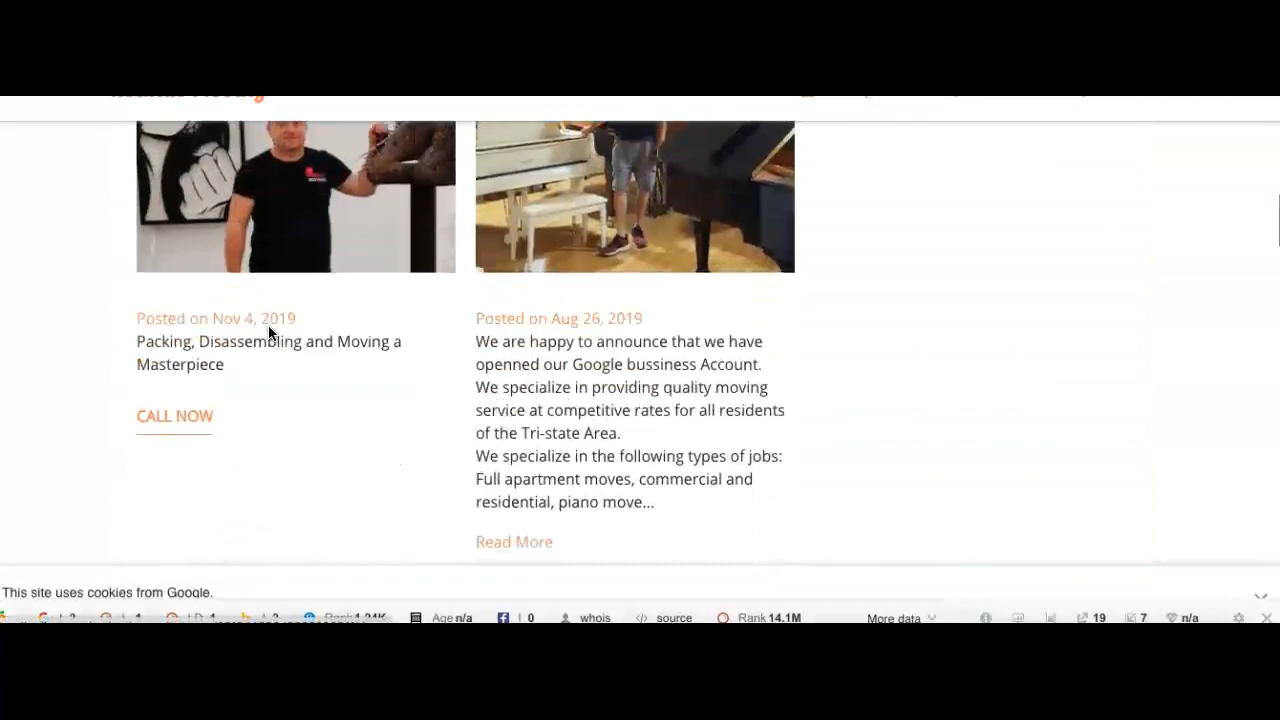 Posted on Nov 4, 2019
Packing, Disassembling and Moving a
Masterpiece
CALL NOW
Posted on Aug 26, 2019
We are happy to announce that we have
openned our Google bussiness Account.
We specialize in providing quality moving
service at competitive rates for all residents
of the Tri-state Area.
We specialize in the following types of jobs:
Full apartment moves, commercial and
residential, piano move...
Read More
This site uses cookies from Google.
Age n/a
0
whois
source
Rank 14.1M
More data
19
7
n/a